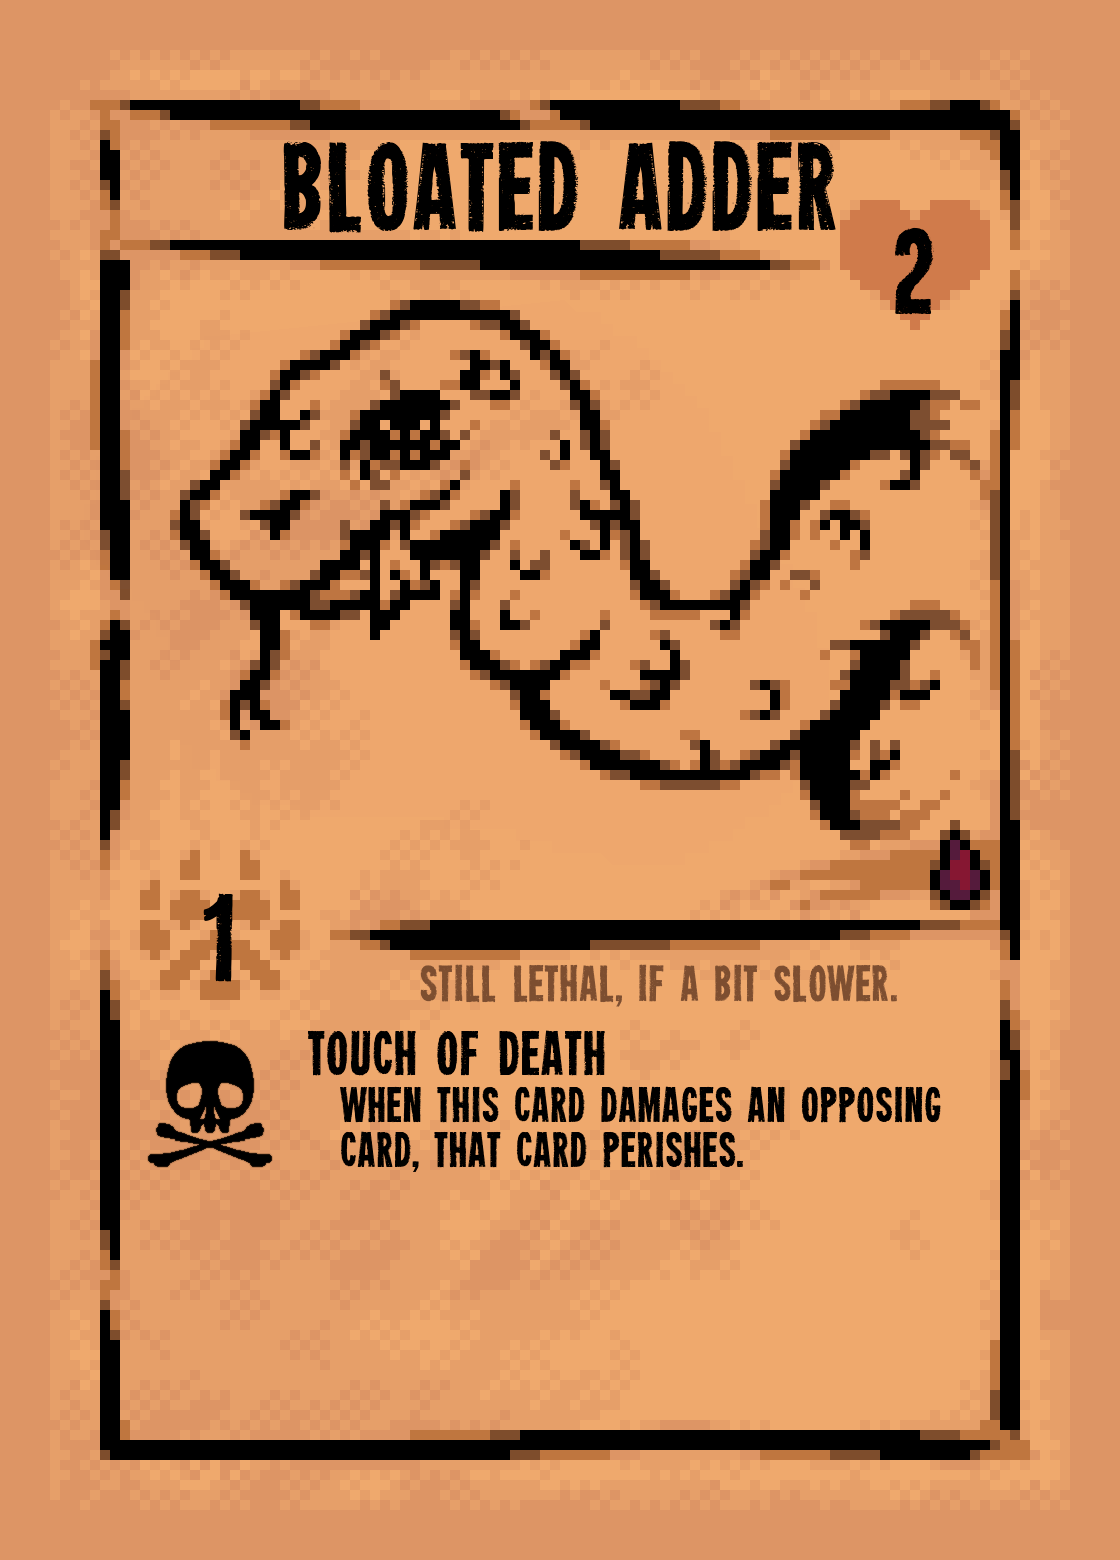 BLOATED ADDER
2
1
STILL LETHAL, IF A BIT SLOWER.
TOUCH OF DEATH
WHEN THIS CARD DAMAGES AN OPPOSING
CARD, THAT CARD PERISHES.